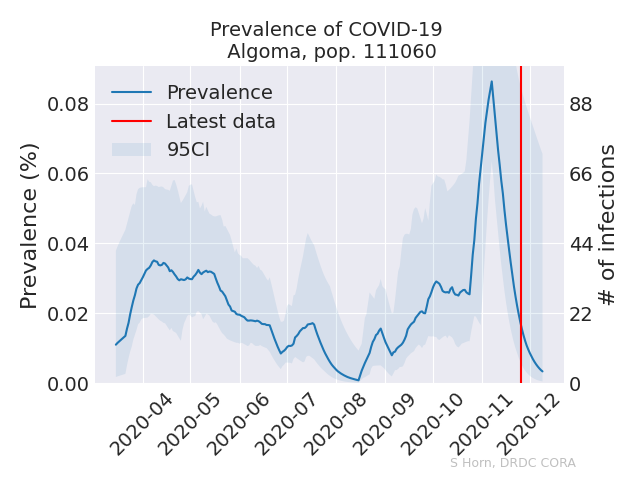 Prevalence of COVID-19
Algoma, pop. 111060
Prevalence
Latest data
95CI
Prevalence (%)
0.08
0.06
0.04
0.02
0.00
88
66
44
22
0
# of infections
2020-04
2020-05
2020-06
2020-07
2020-08
2020-09
2020-10
2020-11
2020-12
S Horn, DRDC CORA